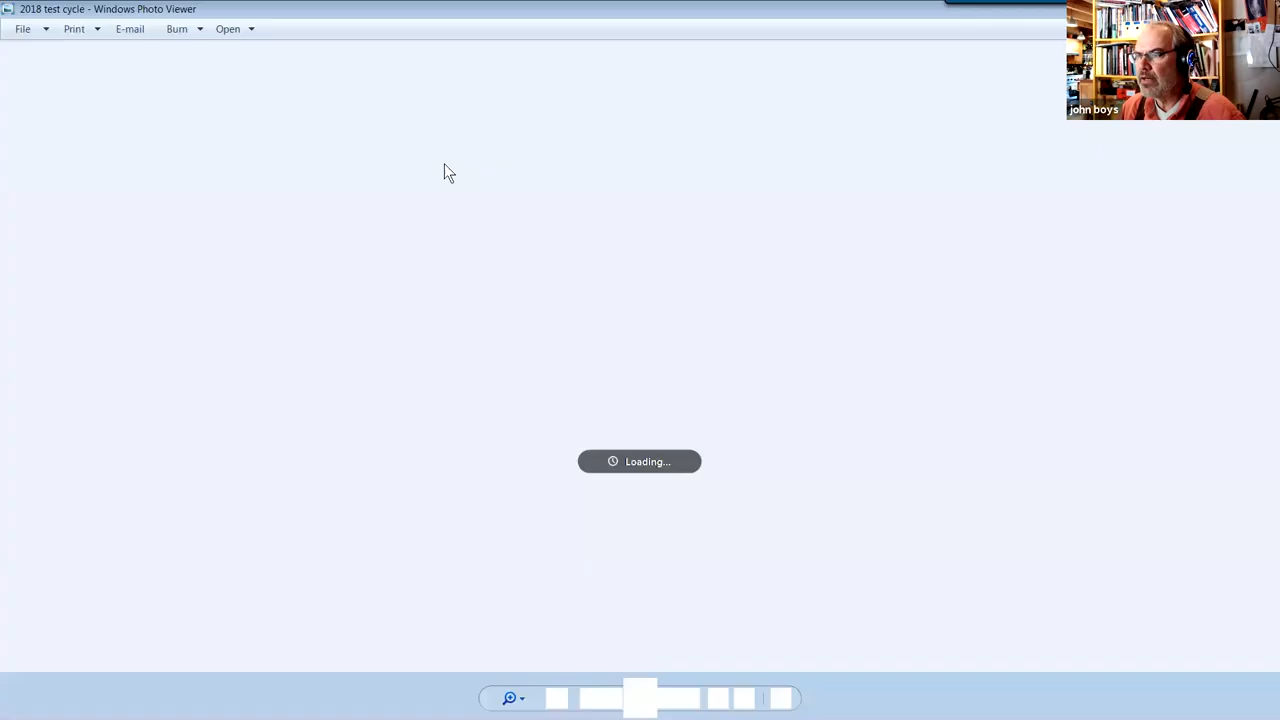 2018 test cycle - Windows Photo Viewer
File Print E-mail Burn Open
john boys
Loading...